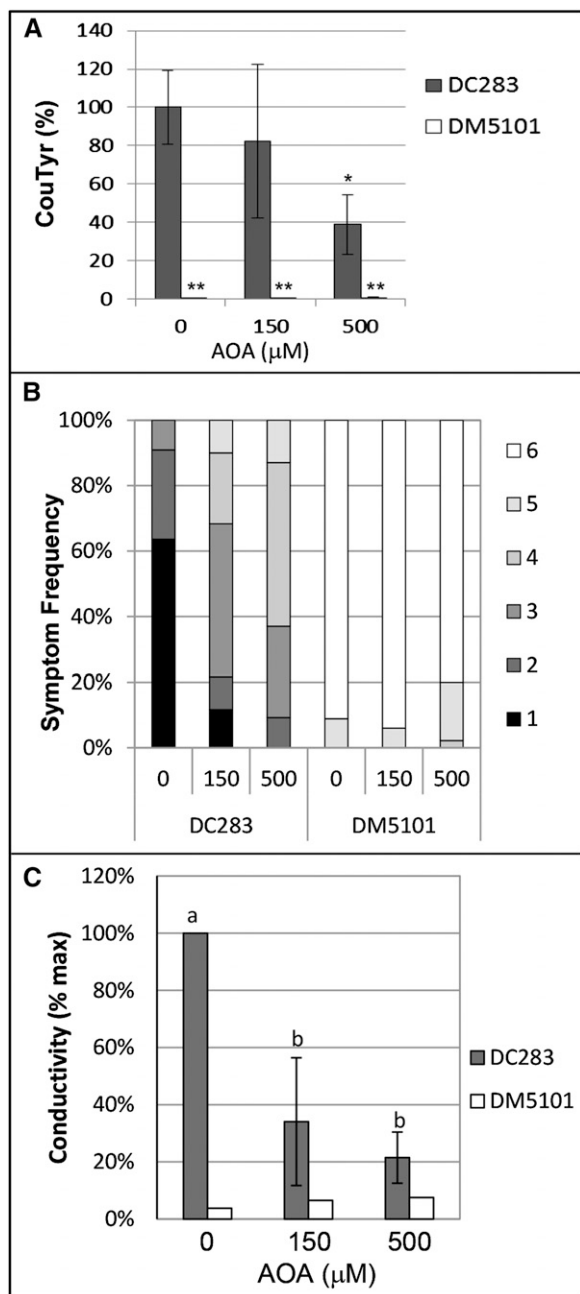 A
CouTyr (%)
140
120
100
80
60
40
20
0
**
**
*
**
0 150 500
AOA (μM)
DC283
DM5101
B
Symptom Frequency
100%
80%
60%
40%
20%
0%
0 150 500 0 150 500
DC283 DM5101
6
5
4
3
2
1
C
Conductivity (% max)
120%
100%
80%
60%
40%
20%
0%
a
b
b
0 150 500
AOA (μM)
DC283
DM5101